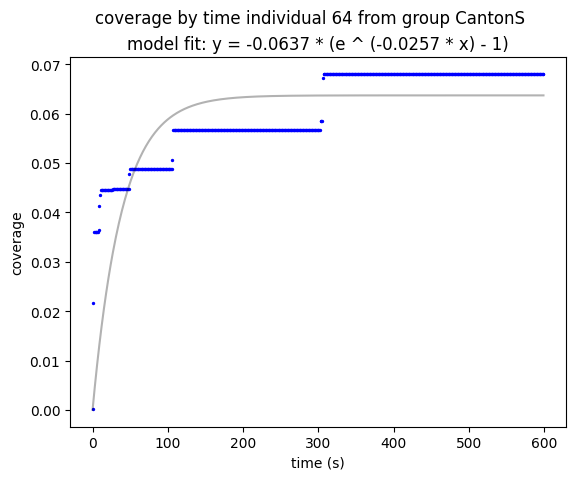 coverage by time individual 64 from group CantonS
model fit: y = -0.0637 * (e ^ (-0.0257 * x) - 1)
0.07
0.06
0.05
0.04
0.03
0.02
0.01
0.00
coverage
0 100 200 300 400 500 600
time (s)